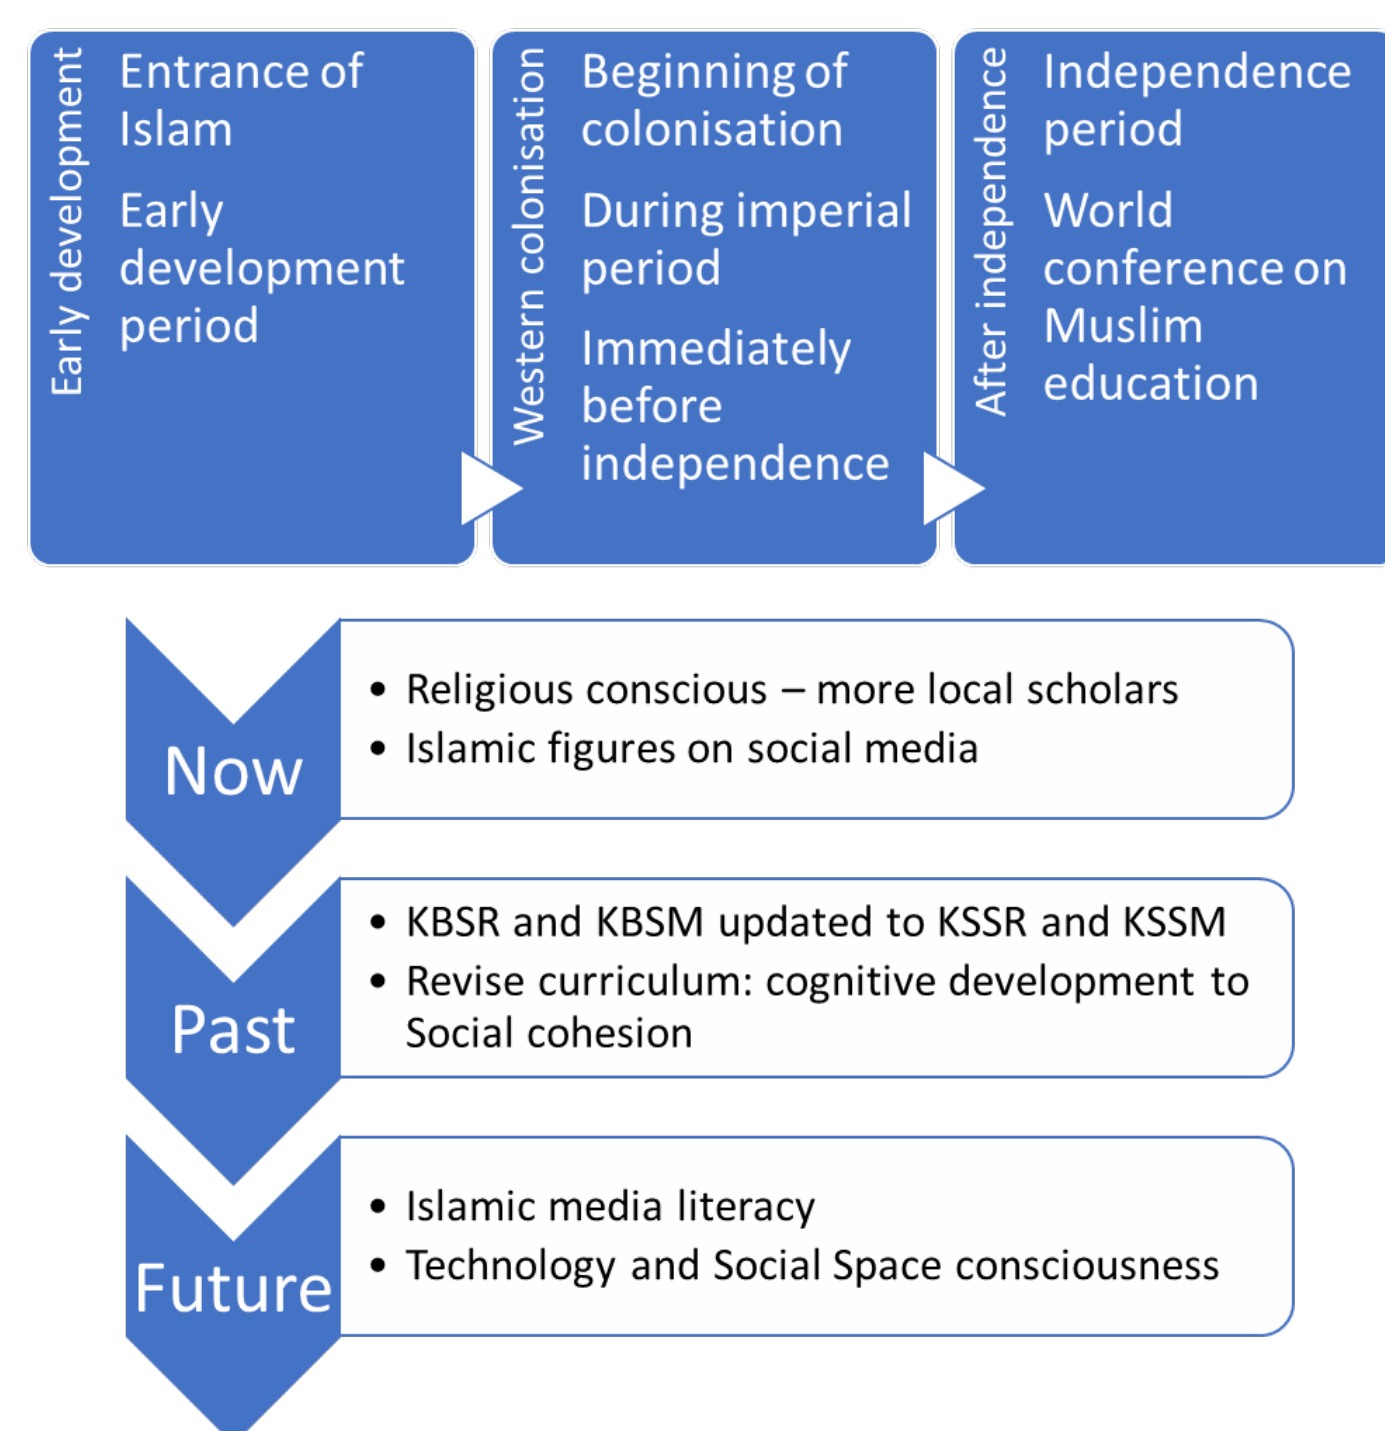 Early development
Entrance of
Islam
Early
development
period
Western colonisation
Beginning of
colonisation
During imperial
period
Immediately
before
independence
After independence
Independence
period
World
conference on
Muslim
education
Now
• Religious conscious – more local scholars
• Islamic figures on social media
Past
• KBSR and KBSM updated to KSSR and KSSM
• Revise curriculum: cognitive development to
Social cohesion
Future
• Islamic media literacy
• Technology and Social Space consciousness